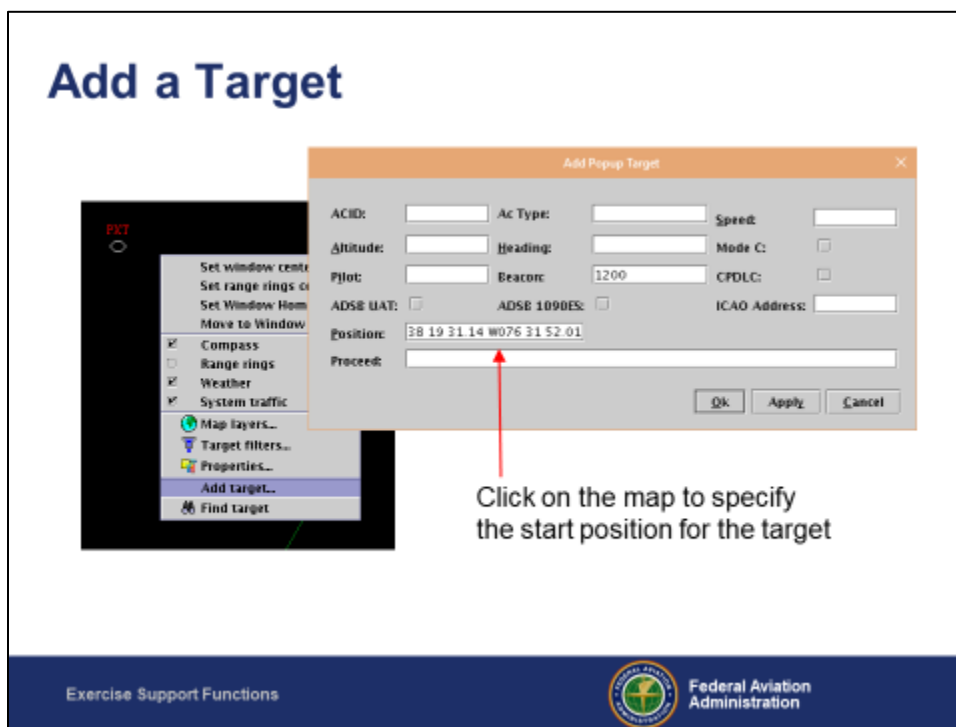 Add a Target
Add Popup Target
PXT
Set window cente
Set range rings c
Set Window Hom
Move to Window
Compass
Range rings
Weather
System traffic
Map layers...
Target filters...
Properties...
Add target...
Find target
ACID: Ac Type: Speed:
Altitude: Heading: Mode C:
Pilot: Beacon: 1200 CPDLC:
ADSB UAT: ADSB 1090ES: ICAO Address:
Position: 38 19 31.14 W076 31 52.01
Proceed:
Ok Apply Cancel
Click on the map to specify
the start position for the target
Exercise Support Functions
Federal Aviation
Administration